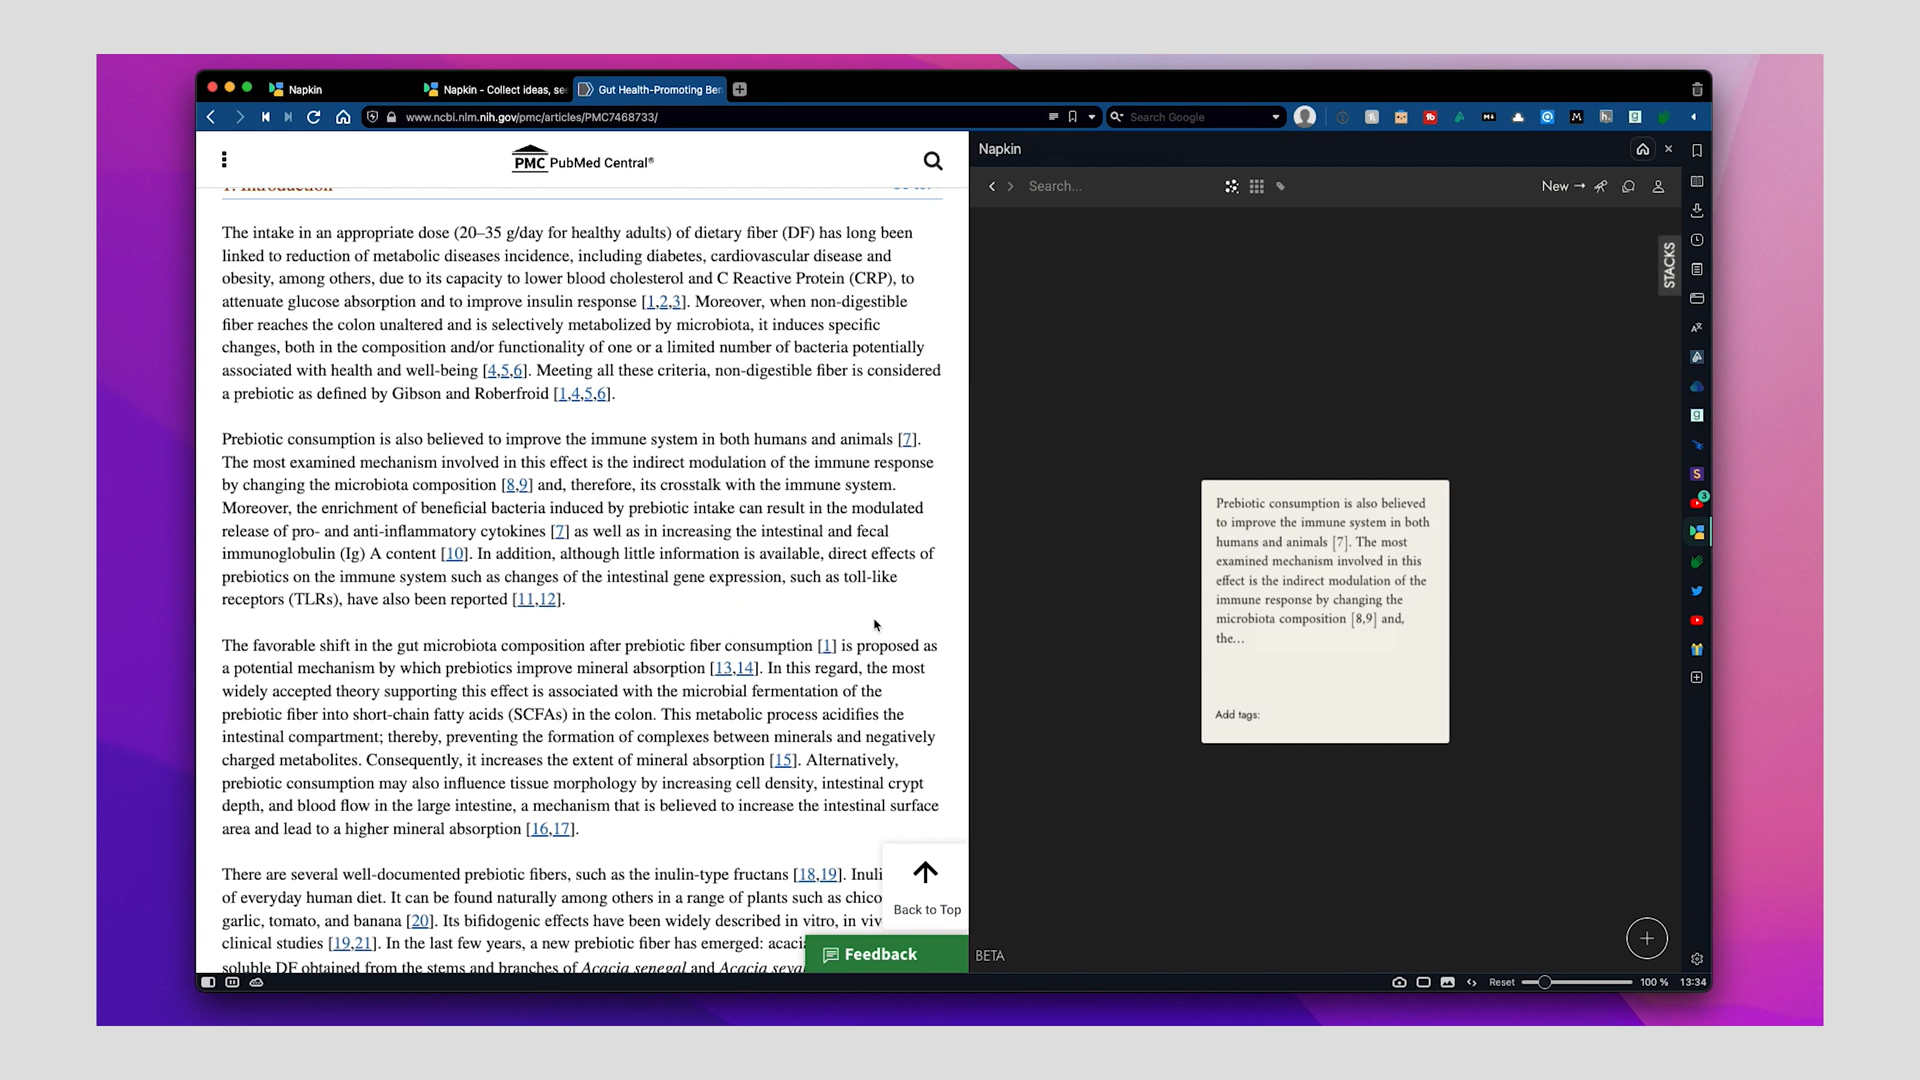 Napkin
Napkin - Collect ideas, se
Gut Health-Promoting Ber
www.ncbi.nlm.nih.gov/pmc/articles/PMC7468733/
Search Google
PMC PubMed Central®
1. Introduction
The intake in an appropriate dose (20–35 g/day for healthy adults) of dietary fiber (DF) has long been
linked to reduction of metabolic diseases incidence, including diabetes, cardiovascular disease and
obesity, among others, due to its capacity to lower blood cholesterol and C Reactive Protein (CRP), to
attenuate glucose absorption and to improve insulin response [1,2,3]. Moreover, when non-digestible
fiber reaches the colon unaltered and is selectively metabolized by microbiota, it induces specific
changes, both in the composition and/or functionality of one or a limited number of bacteria potentially
associated with health and well-being [4,5,6]. Meeting all these criteria, non-digestible fiber is considered
a prebiotic as defined by Gibson and Roberfroid [1,4,5,6].
Prebiotic consumption is also believed to improve the immune system in both humans and animals [7].
The most examined mechanism involved in this effect is the indirect modulation of the immune response
by changing the microbiota composition [8,9] and, therefore, its crosstalk with the immune system.
Moreover, the enrichment of beneficial bacteria induced by prebiotic intake can result in the modulated
release of pro- and anti-inflammatory cytokines [7] as well as in increasing the intestinal and fecal
immunoglobulin (Ig) A content [10]. In addition, although little information is available, direct effects of
prebiotics on the immune system such as changes of the intestinal gene expression, such as toll-like
receptors (TLRs), have also been reported [11,12].
The favorable shift in the gut microbiota composition after prebiotic fiber consumption [1] is proposed as
a potential mechanism by which prebiotics improve mineral absorption [13,14]. In this regard, the most
widely accepted theory supporting this effect is associated with the microbial fermentation of the
prebiotic fiber into short-chain fatty acids (SCFAs) in the colon. This metabolic process acidifies the
intestinal compartment; thereby, preventing the formation of complexes between minerals and negatively
charged metabolites. Consequently, it increases the extent of mineral absorption [15]. Alternatively,
prebiotic consumption may also influence tissue morphology by increasing cell density, intestinal crypt
depth, and blood flow in the large intestine, a mechanism that is believed to increase the intestinal surface
area and lead to a higher mineral absorption [16,17].
There are several well-documented prebiotic fibers, such as the inulin-type fructans [18,19]. Inuli
of everyday human diet. It can be found naturally among others in a range of plants such as chico
garlic, tomato, and banana [20]. Its bifidogenic effects have been widely described in vitro, in viv
clinical studies [19,21]. In the last few years, a new prebiotic fiber has emerged: acaci
soluble DF obtained from the stems and branches of Acacia senegal and Acacia seyal
Back to Top
Feedback
Napkin
Search...
New →
STACKS
Prebiotic consumption is also believed
to improve the immune system in both
humans and animals [7]. The most
examined mechanism involved in this
effect is the indirect modulation of the
immune response by changing the
microbiota composition [8,9] and,
the...
Add tags:
BETA
Reset
100 %
13:34